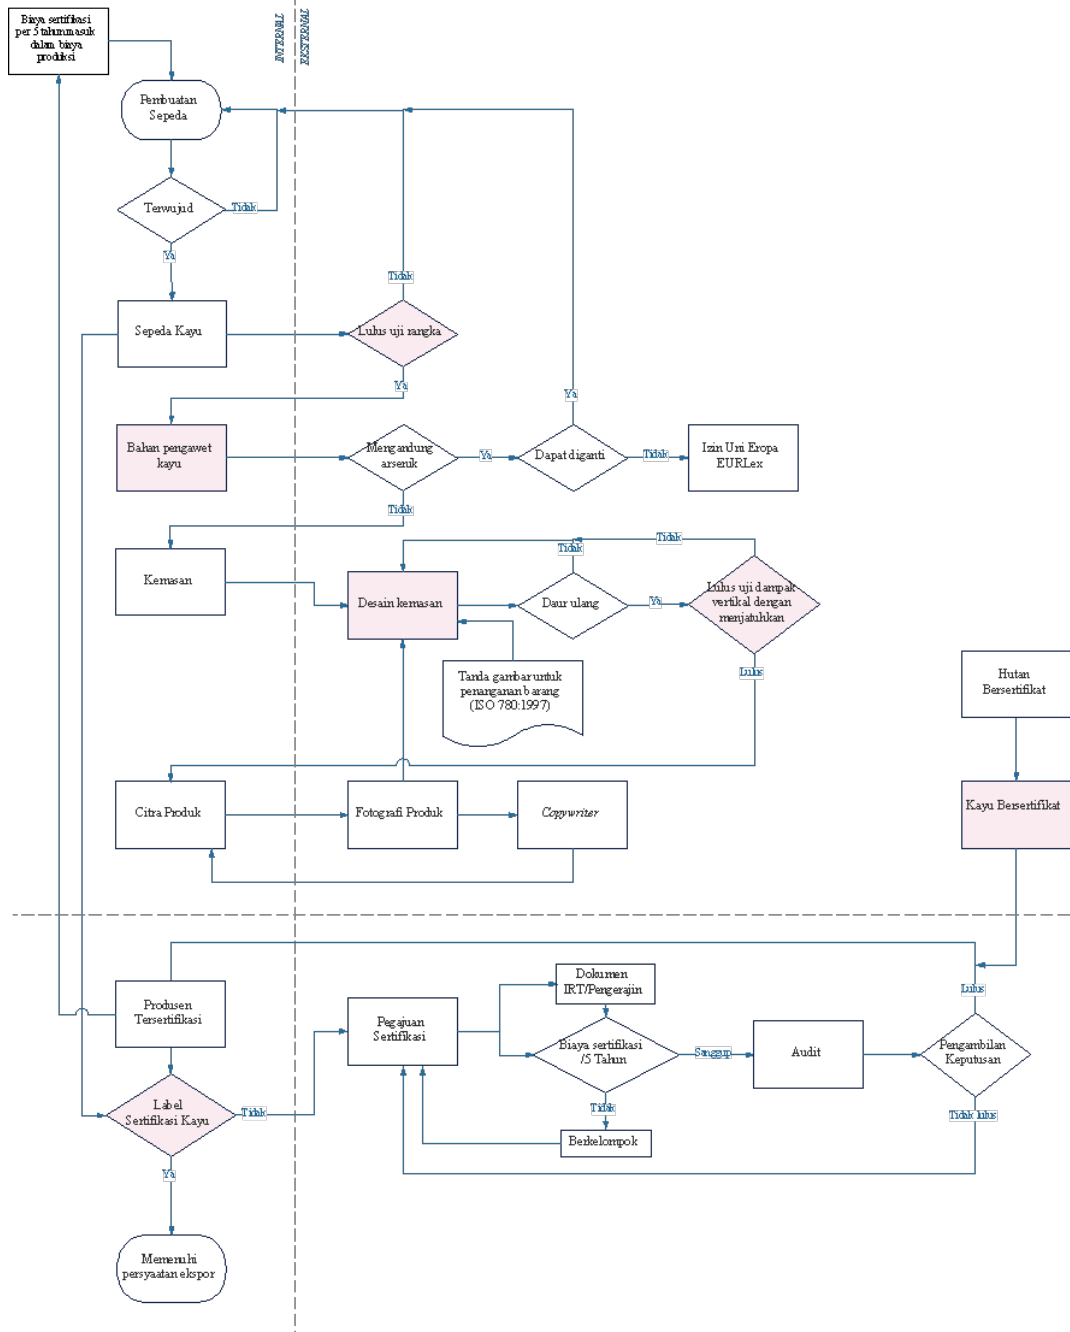 Biaya sertifikasi
per 5 tahun masuk
dalam biaya
produksi
INTERNAL
EKSTERNAL
Pembuatan
Sepeda
Terwujud
Tidak
Ya
Tidak
Sepeda Kayu
Lulus uji rangka
Ya
Ya
Bahan pengawet
kayu
Mengandung
arsenik
Ya
Dapat diganti
Tidak
Izin Uni Eropa
EURLex
Tidak
Tidak
Tidak
Kemasan
Desain kemasan
Daur ulang
Ya
Lulus uji dampak
vertikal dengan
menjatuhkan
Lulus
Tanda gambar untuk
penanganan barang
(ISO 780:1997)
Hutan
Bersertifikat
Citra Produk
Fotografi Produk
Copywriter
Kayu Bersertifikat
Produsen
Tersertifikasi
Pegajuan
Sertifikasi
Dokumen
IRT/Pengerajin
Lulus
Biaya sertifikasi
/5 Tahun
Sanggup
Audit
Pengambilan
Keputusan
Label
Sertifikasi Kayu
Tidak
Tidak
Tidak lulus
Berkelompok
Ya
Memenuhi
persyaatan ekspor